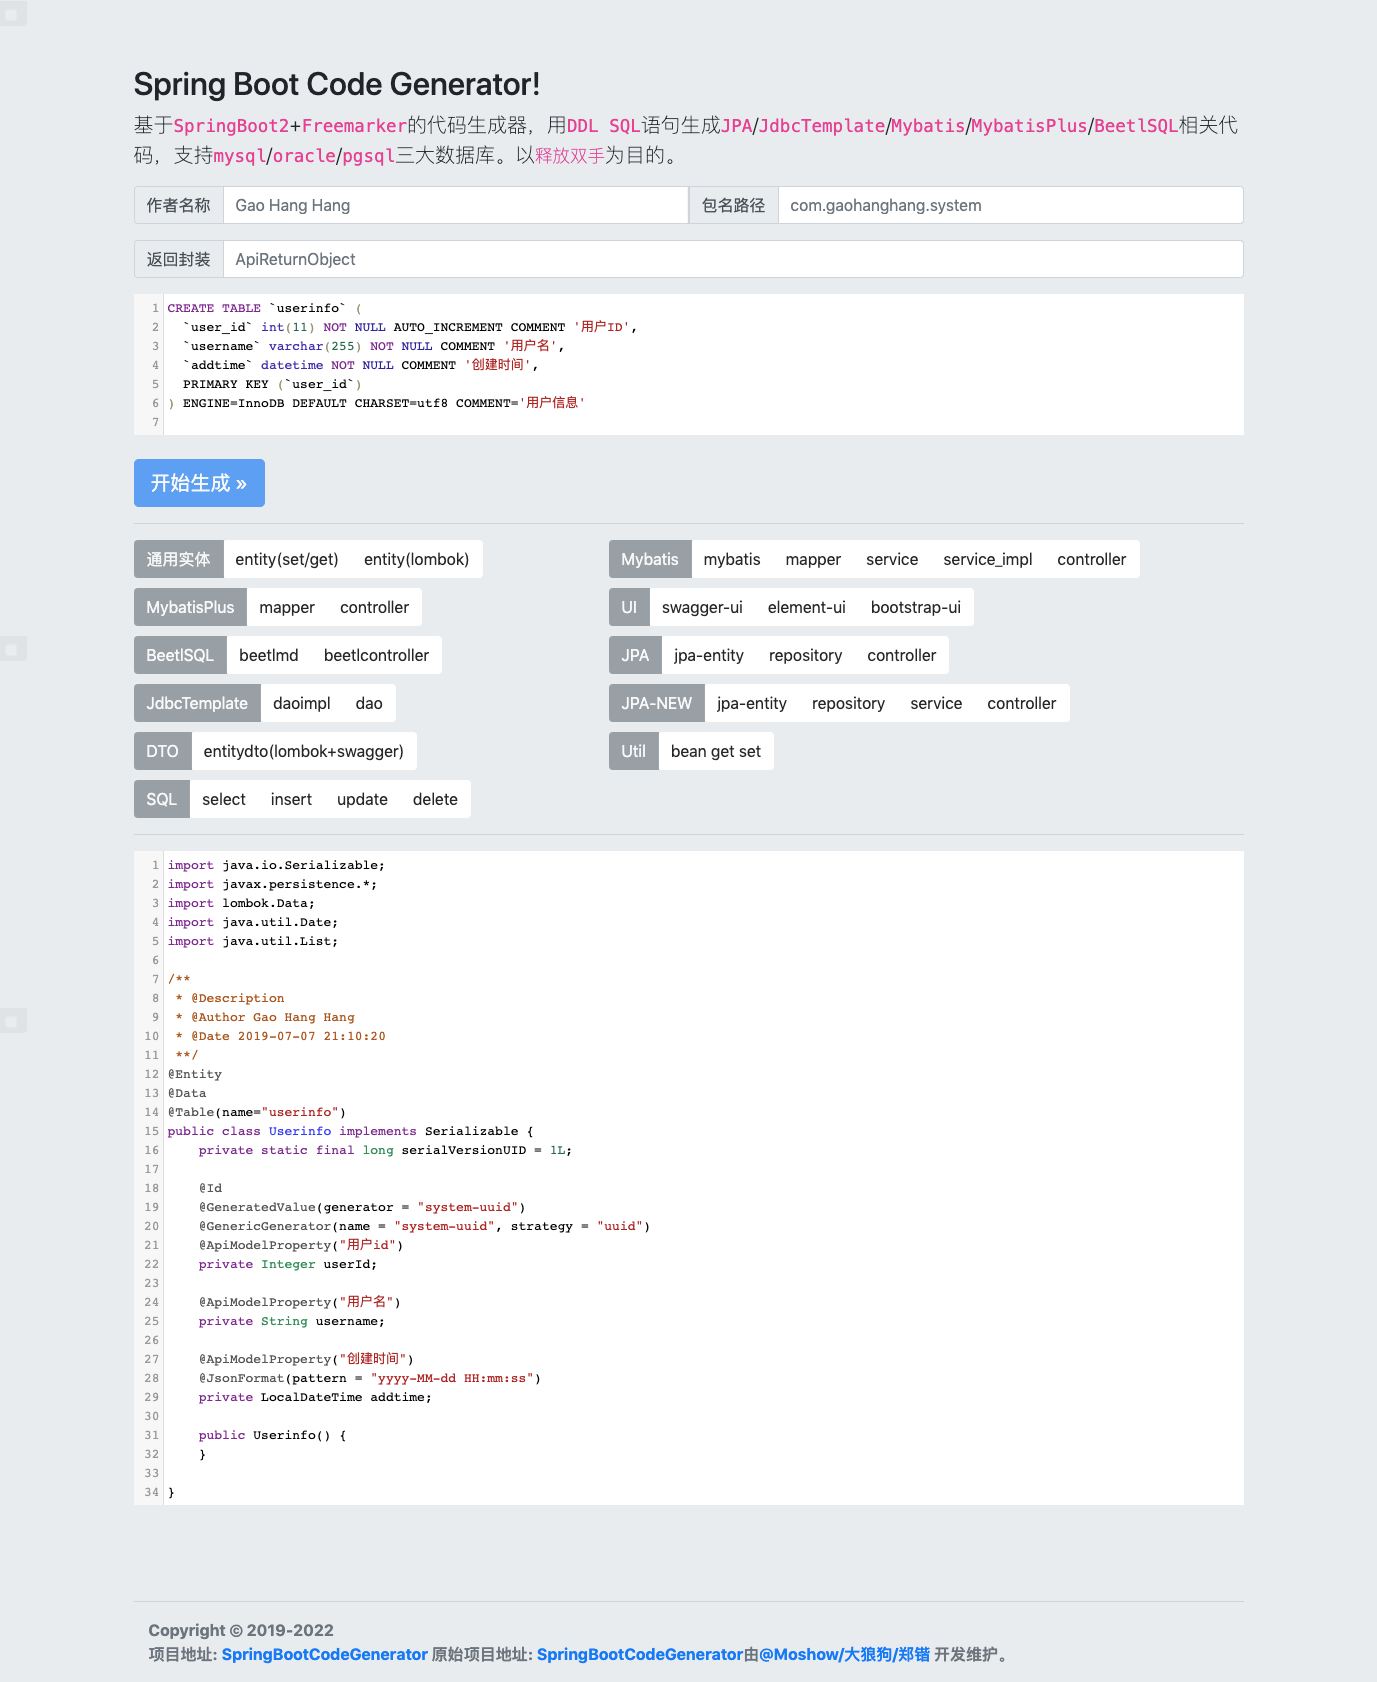 Spring Boot Code Generator!
基于SpringBoot2+Freemarker的代码生成器，用DDL SQL语句生成JPA/JdbcTemplate/Mybatis/MybatisPlus/BeetlSQL相关代
码，支持mysql/oracle/pgsql三大数据库。以释放双手为目的。
作者名称 Gao Hang Hang 包名路径 com.gaohanghang.system
返回封装 ApiReturnObject
1 CREATE TABLE `userinfo` (
2   `user_id` int(11) NOT NULL AUTO_INCREMENT COMMENT '用户ID',
3   `username` varchar(255) NOT NULL COMMENT '用户名',
4   `addtime` datetime NOT NULL COMMENT '创建时间',
5   PRIMARY KEY (`user_id`)
6 ) ENGINE=InnoDB DEFAULT CHARSET=utf8 COMMENT='用户信息'
7
开始生成 »
通用实体 entity(set/get) entity(lombok) Mybatis mybatis mapper service service_impl controller
MybatisPlus mapper controller UI swagger-ui element-ui bootstrap-ui
BeetlSQL beetlmd beetlcontroller JPA jpa-entity repository controller
JdbcTemplate daoimpl dao JPA-NEW jpa-entity repository service controller
DTO entitydto(lombok+swagger) Util bean get set
SQL select insert update delete
1 import java.io.Serializable;
2 import javax.persistence.*;
3 import lombok.Data;
4 import java.util.Date;
5 import java.util.List;
6
7 /**
8  * @Description
9  * @Author Gao Hang Hang
10  * @Date 2019-07-07 21:10:20
11  **/
12 @Entity
13 @Data
14 @Table(name="userinfo")
15 public class Userinfo implements Serializable {
16     private static final long serialVersionUID = 1L;
17
18     @Id
19     @GeneratedValue(generator = "system-uuid")
20     @GenericGenerator(name = "system-uuid", strategy = "uuid")
21     @ApiModelProperty("用户id")
22     private Integer userId;
23
24     @ApiModelProperty("用户名")
25     private String username;
26
27     @ApiModelProperty("创建时间")
28     @JsonFormat(pattern = "yyyy-MM-dd HH:mm:ss")
29     private LocalDateTime addtime;
30
31     public Userinfo() {
32     }
33
34 }
Copyright © 2019-2022
项目地址: SpringBootCodeGenerator 原始项目地址: SpringBootCodeGenerator由@Moshow/大狼狗/郑锴 开发维护。